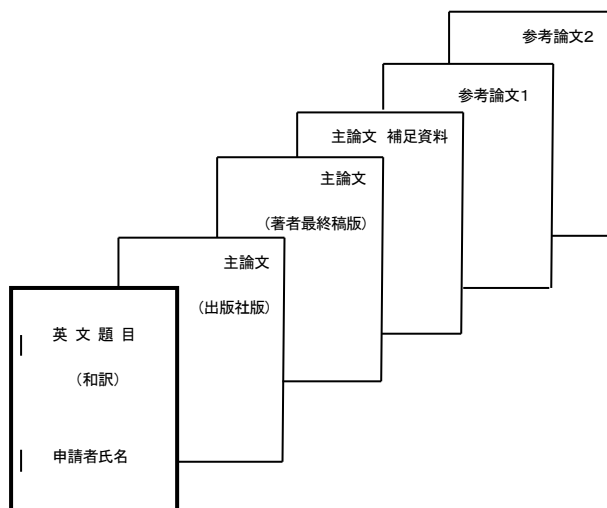 参考論文2
参考論文1
主論文 補足資料
主論文
(著者最終稿版)
主論文
(出版社版)
英 文 題 目
(和訳)
申請者氏名